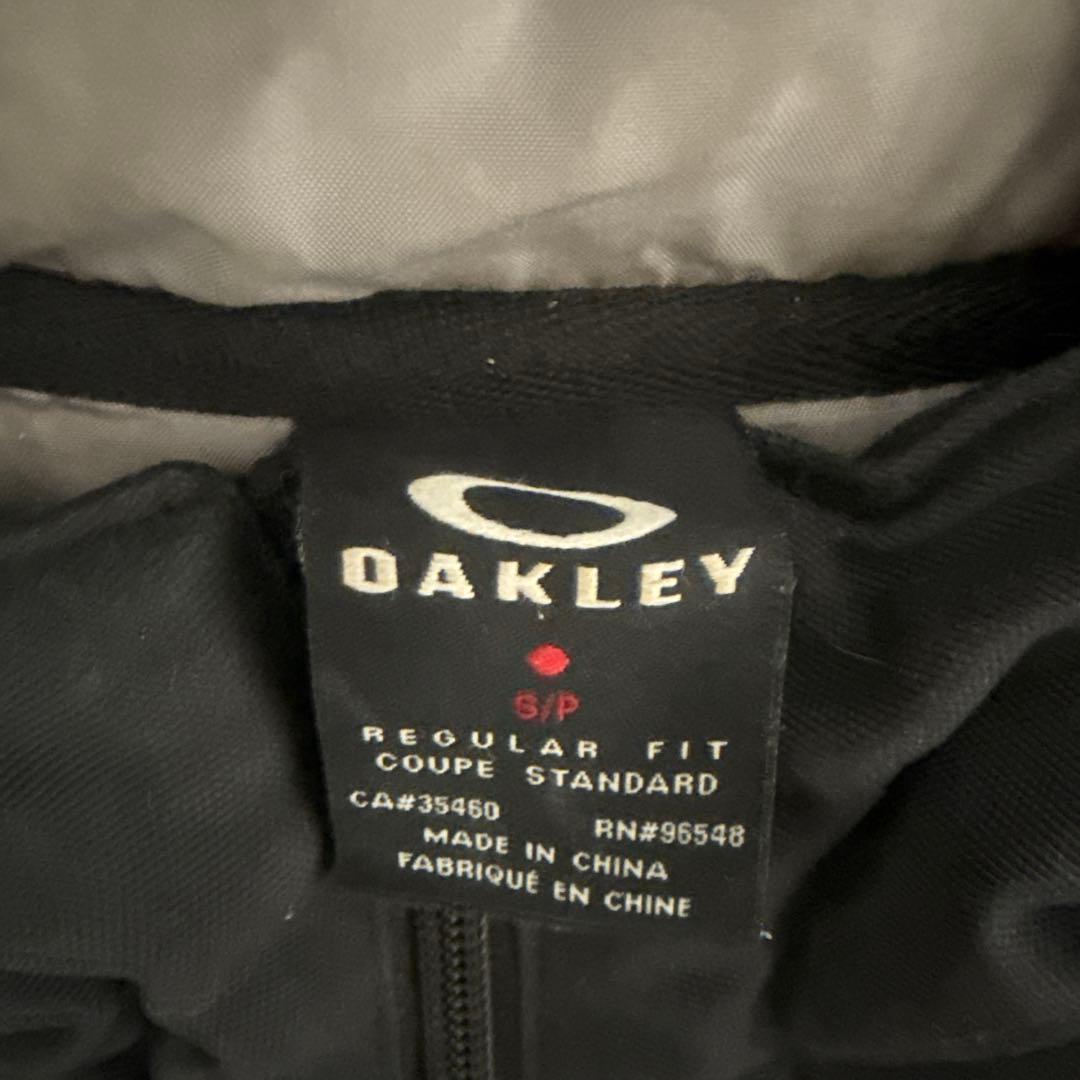 OAKLEY
S/P
REGULAR FIT
COUPE STANDARD
CA#35460 RN#96548
MADE IN CHINA
FABRIQUÉ EN CHINE